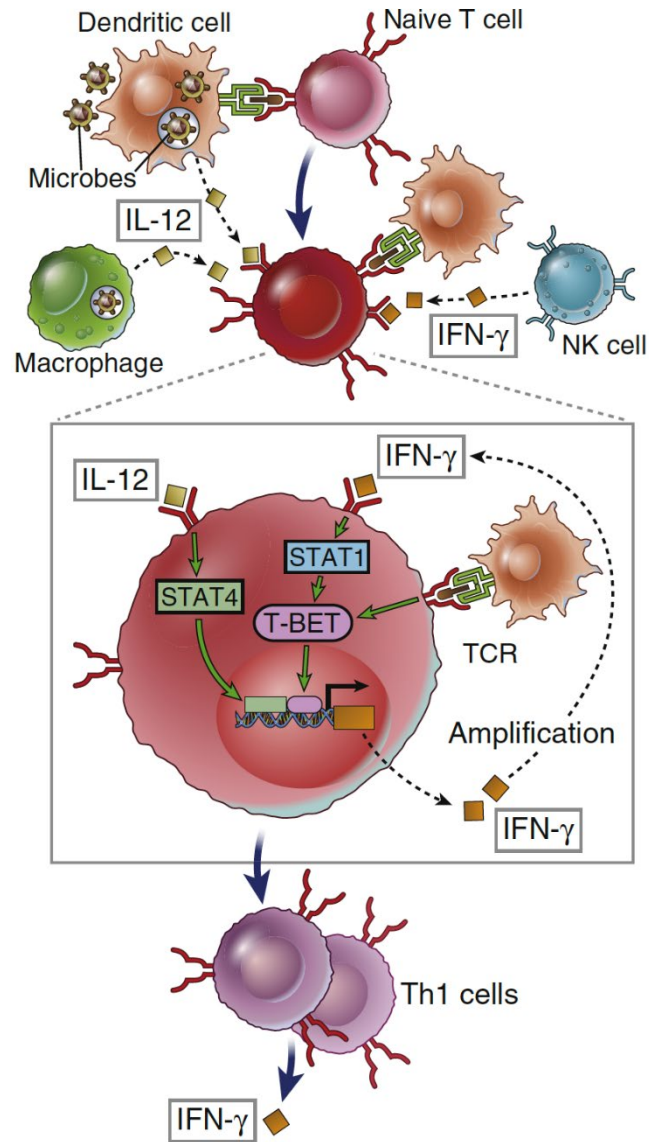 Dendritic cell
Naive T cell
Microbes
IL-12
Macrophage
IFN-γ
NK cell
IL-12
IFN-γ
STAT1
STAT4
T-BET
TCR
Amplification
IFN-γ
Th1 cells
IFN-γ